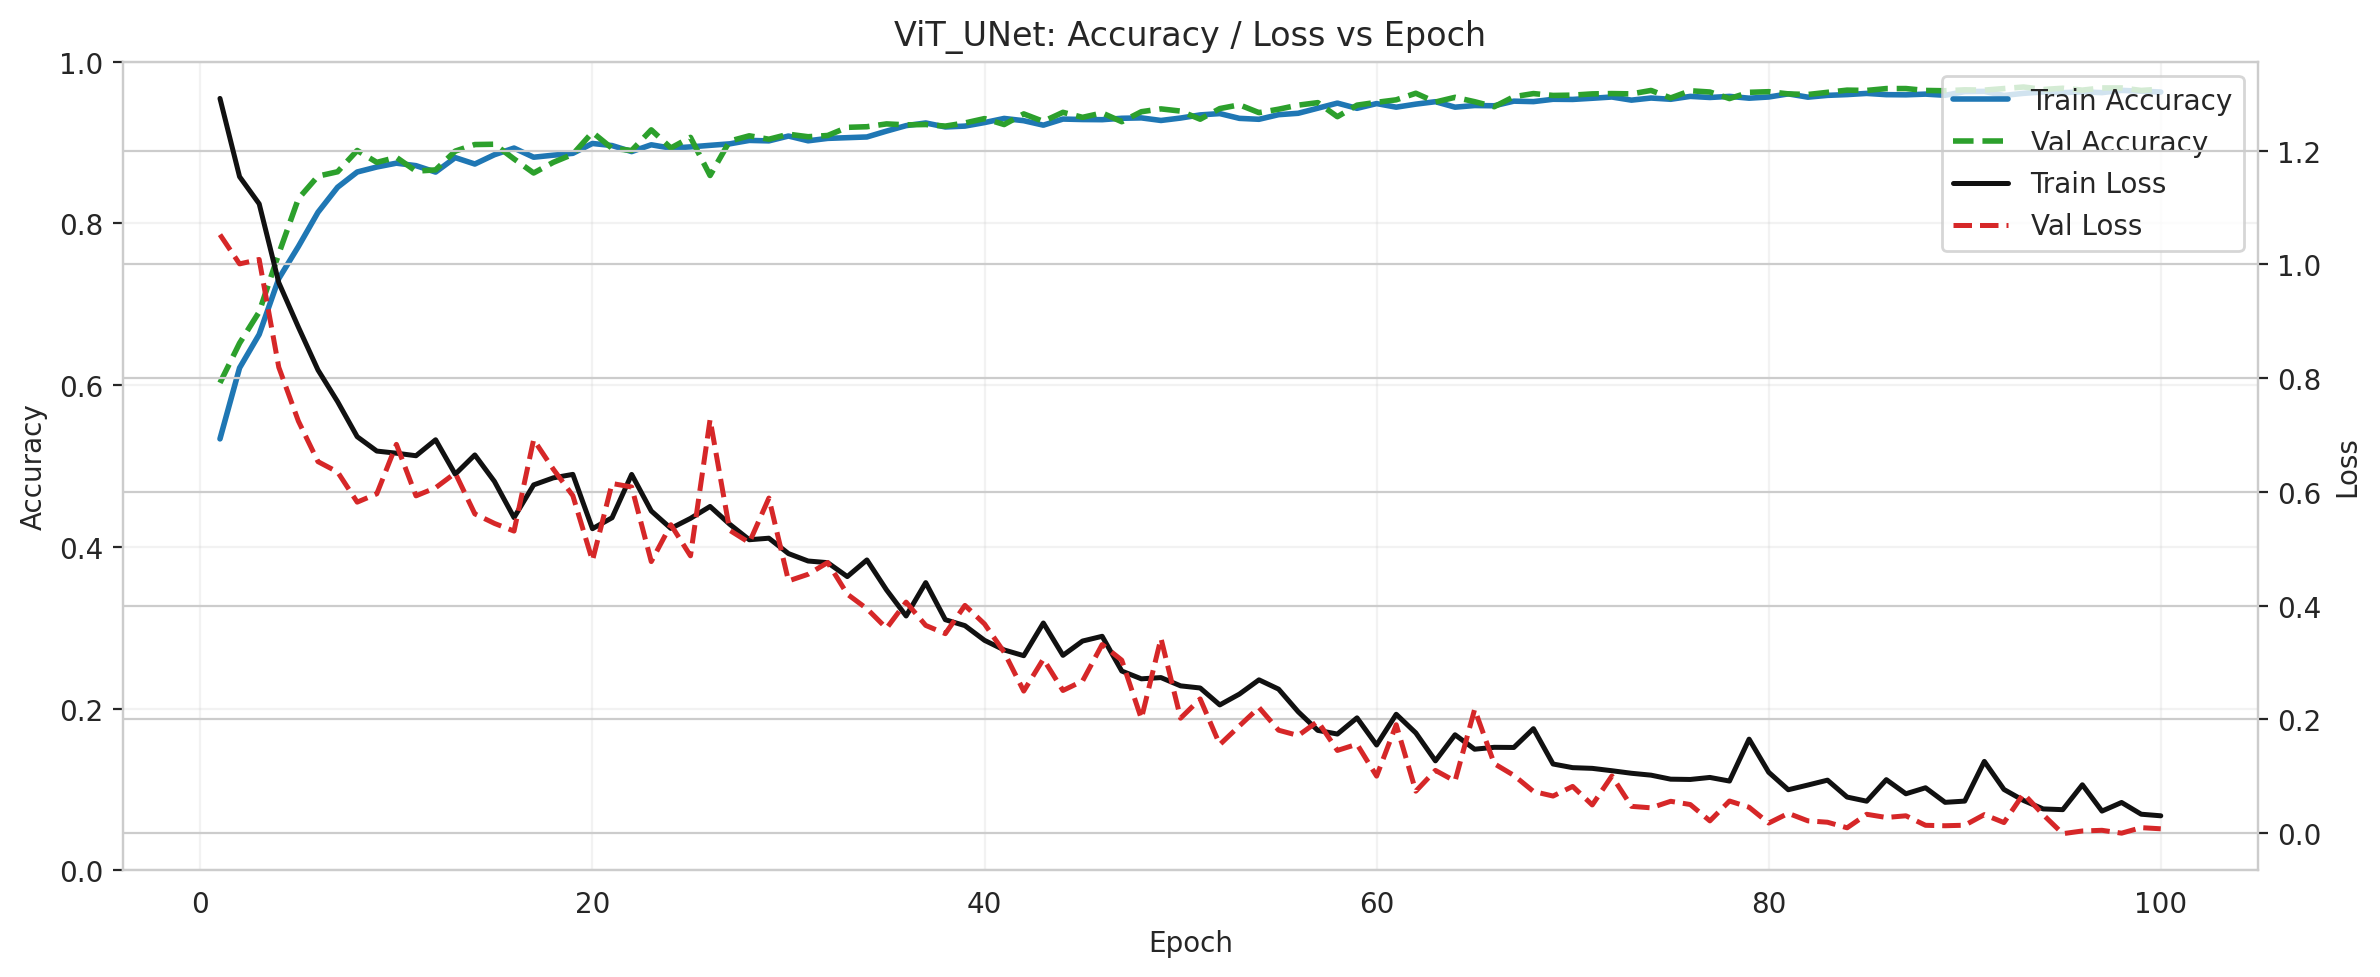 ViT_UNet: Accuracy / Loss vs Epoch
1.0
0.8
0.6
0.4
0.2
0.0
Accuracy
Train Accuracy
Val Accuracy
Train Loss
Val Loss
1.2
1.0
0.8
0.6
0.4
0.2
0.0
Loss
0 20 40 60 80 100
Epoch